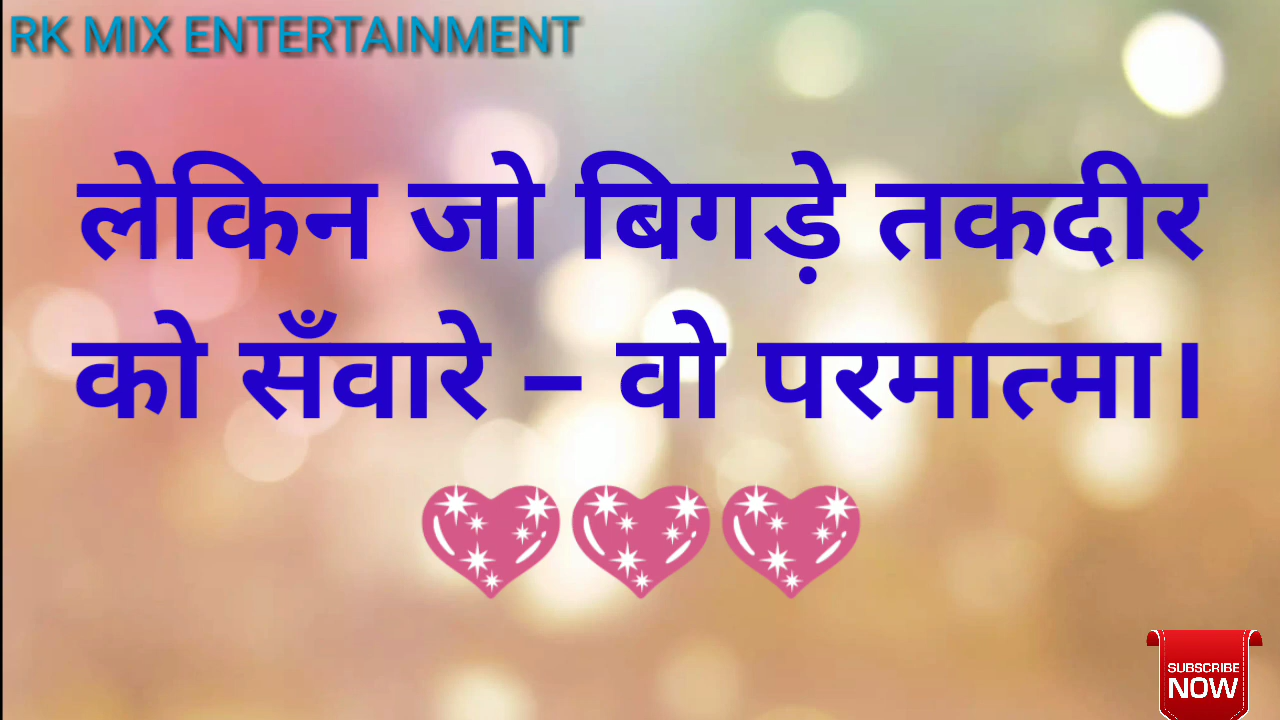 RK MIX ENTERTAINMENT
लेकिन जो बिगड़े तकदीर
को सँवारे – वो परमात्मा।
💖💖💖
SUBSCRIBE
NOW